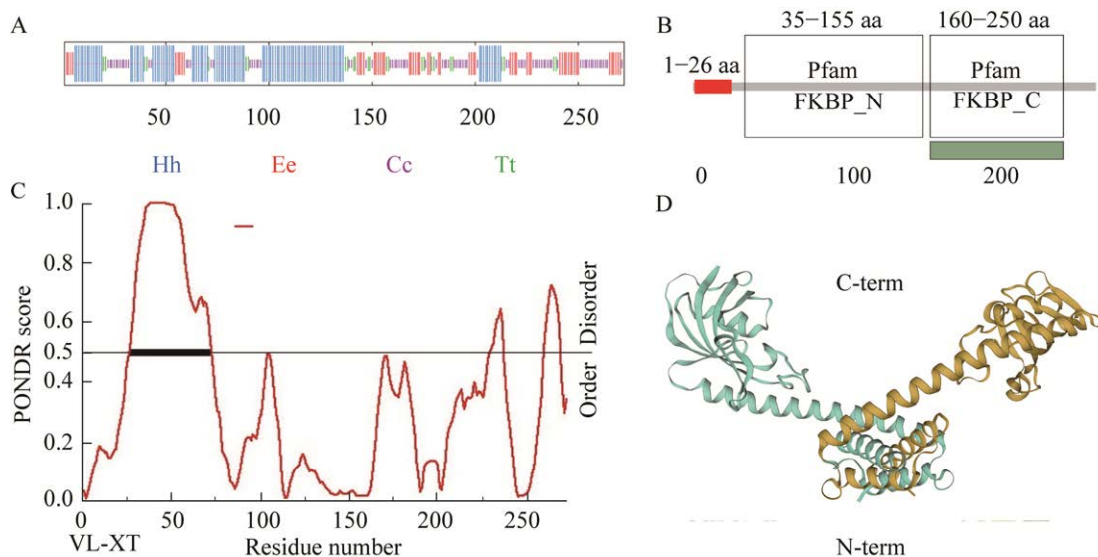 A
50 100 150 200 250
Hh Ee Cc Tt
B
35−155 aa 160−250 aa
1−26 aa
Pfam Pfam
FKBP_N FKBP_C
0 100 200
C
1.0
0.8
0.6
0.5
0.4
0.2
0.0
PONDR score
Disorder
Order
0 50 100 150 200 250
VL-XT Residue number
D
C-term
N-term